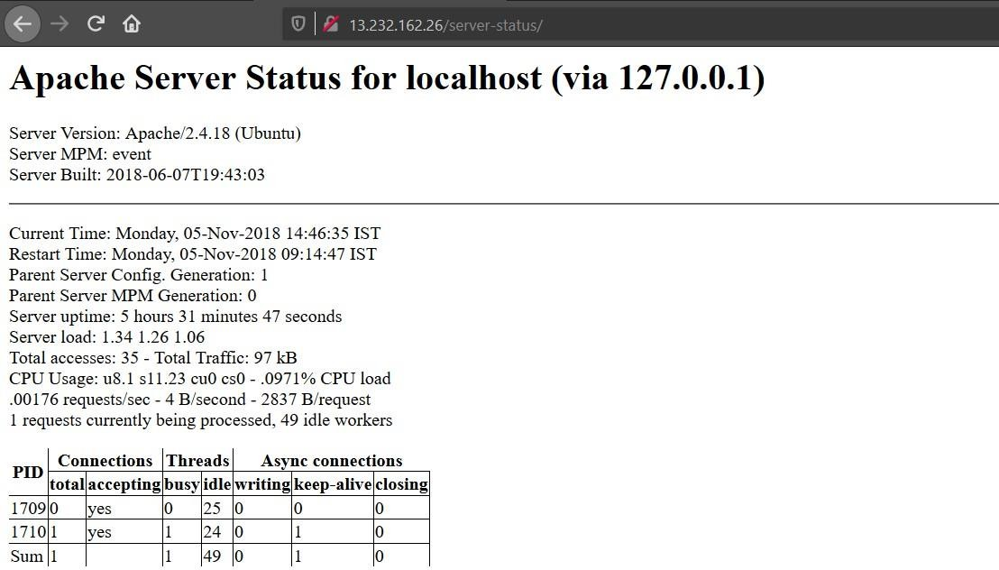 13.232.162.26/server-status/
Apache Server Status for localhost (via 127.0.0.1)
Server Version: Apache/2.4.18 (Ubuntu)
Server MPM: event
Server Built: 2018-06-07T19:43:03
Current Time: Monday, 05-Nov-2018 14:46:35 IST
Restart Time: Monday, 05-Nov-2018 09:14:47 IST
Parent Server Config. Generation: 1
Parent Server MPM Generation: 0
Server uptime: 5 hours 31 minutes 47 seconds
Server load: 1.34 1.26 1.06
Total accesses: 35 - Total Traffic: 97 kB
CPU Usage: u8.1 s11.23 cu0 cs0 - .0971% CPU load
.00176 requests/sec - 4 B/second - 2837 B/request
1 requests currently being processed, 49 idle workers
PID Connections Threads Async connections
total accepting busy idle writing keep-alive closing
1709 0 yes 0 25 0 0 0
1710 1 yes 1 24 0 1 0
Sum 1 1 49 0 1 0